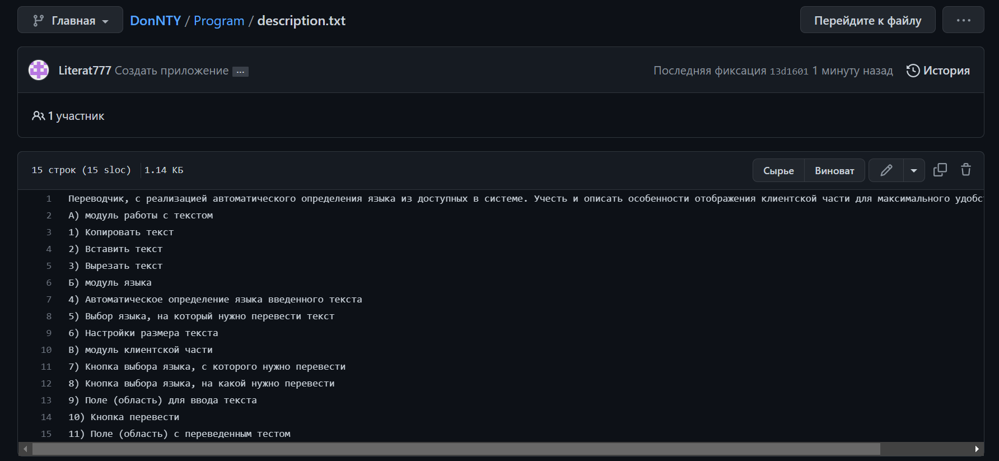 Главная DonNTY / Program / description.txt Перейдите к файлу ...
Literat777 Создать приложение ... Последняя фиксация 13d1601 1 минуту назад История
1 участник
15 строк (15 sloc) 1.14 КБ Сырье Виноват
1 Переводчик, с реализацией автоматического определения языка из доступных в системе. Учесть и описать особенности отображения клиентской части для максимального удобс
2 А) модуль работы с текстом
3 1) Копировать текст
4 2) Вставить текст
5 3) Вырезать текст
6 Б) модуль языка
7 4) Автоматическое определение языка введенного текста
8 5) Выбор языка, на который нужно перевести текст
9 6) Настройки размера текста
10 В) модуль клиентской части
11 7) Кнопка выбора языка, с которого нужно перевести
12 8) Кнопка выбора языка, на какой нужно перевести
13 9) Поле (область) для ввода текста
14 10) Кнопка перевести
15 11) Поле (область) с переведенным тестом